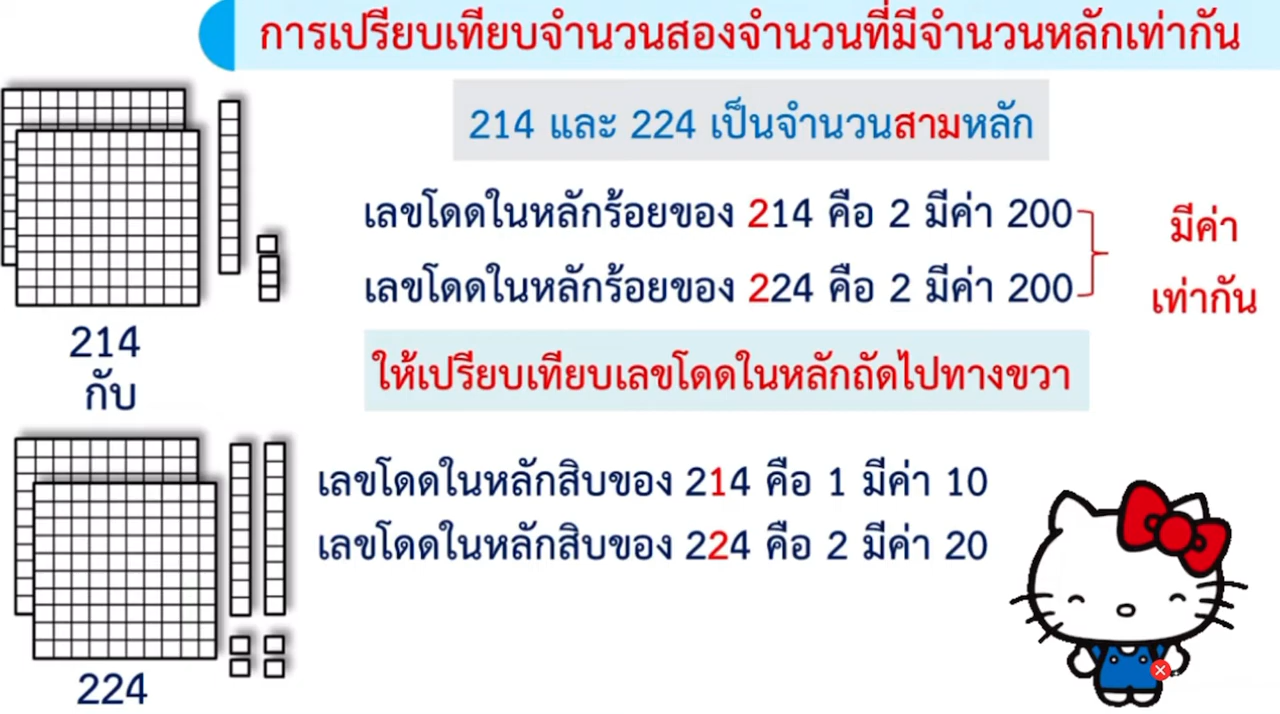 การเปรียบเทียบจำนวนสองจำนวนที่มีจำนวนหลักเท่ากัน
214 และ 224 เป็นจำนวนสามหลัก
เลขโดดในหลักร้อยของ 214 คือ 2 มีค่า 200
เลขโดดในหลักร้อยของ 224 คือ 2 มีค่า 200
มีค่า
เท่ากัน
214
กับ
224
ให้เปรียบเทียบเลขโดดในหลักถัดไปทางขวา
เลขโดดในหลักสิบของ 214 คือ 1 มีค่า 10
เลขโดดในหลักสิบของ 224 คือ 2 มีค่า 20